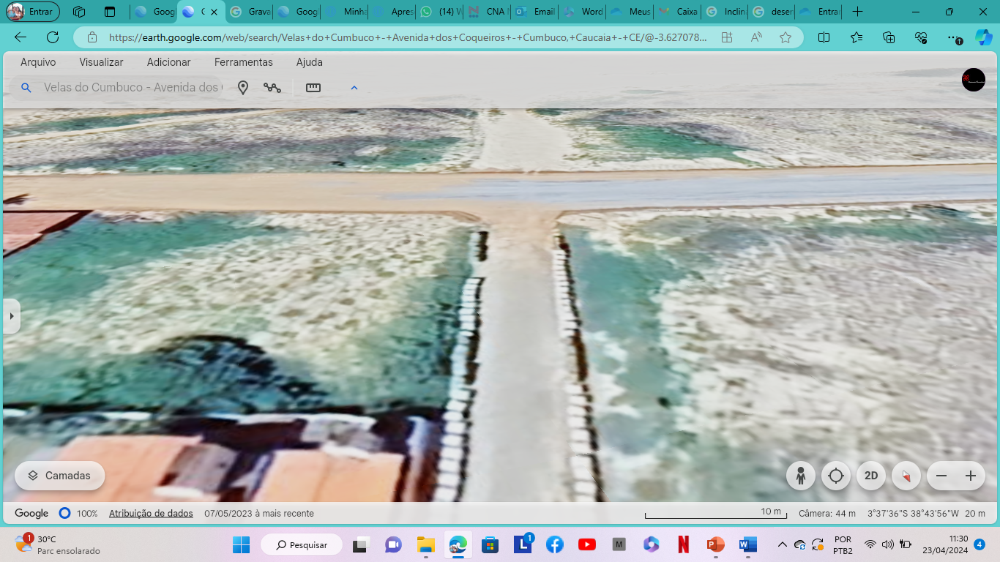 Entrar
Goog
G
Grava
Goog
Minha
Apres
(14) W
CNA
Email
Word
Meus
Caixa
Inclin
deser
Entra
https://earth.google.com/web/search/Velas+do+Cumbuco+-+Avenida+dos+Coqueiros+-+Cumbuco,+Caucaia+-+CE/@-3.627078...
Arquivo Visualizar Adicionar Ferramentas Ajuda
Velas do Cumbuco - Avenida dos
Camadas
2D
Google 100% Atribuição de dados 07/05/2023 à mais recente
10 m
Câmera: 44 m 3°37'36"S 38°43'56"W 20 m
1
30°C
Parc ensolarado
Pesquisar
1
POR
PTB2
11:30
23/04/2024
4